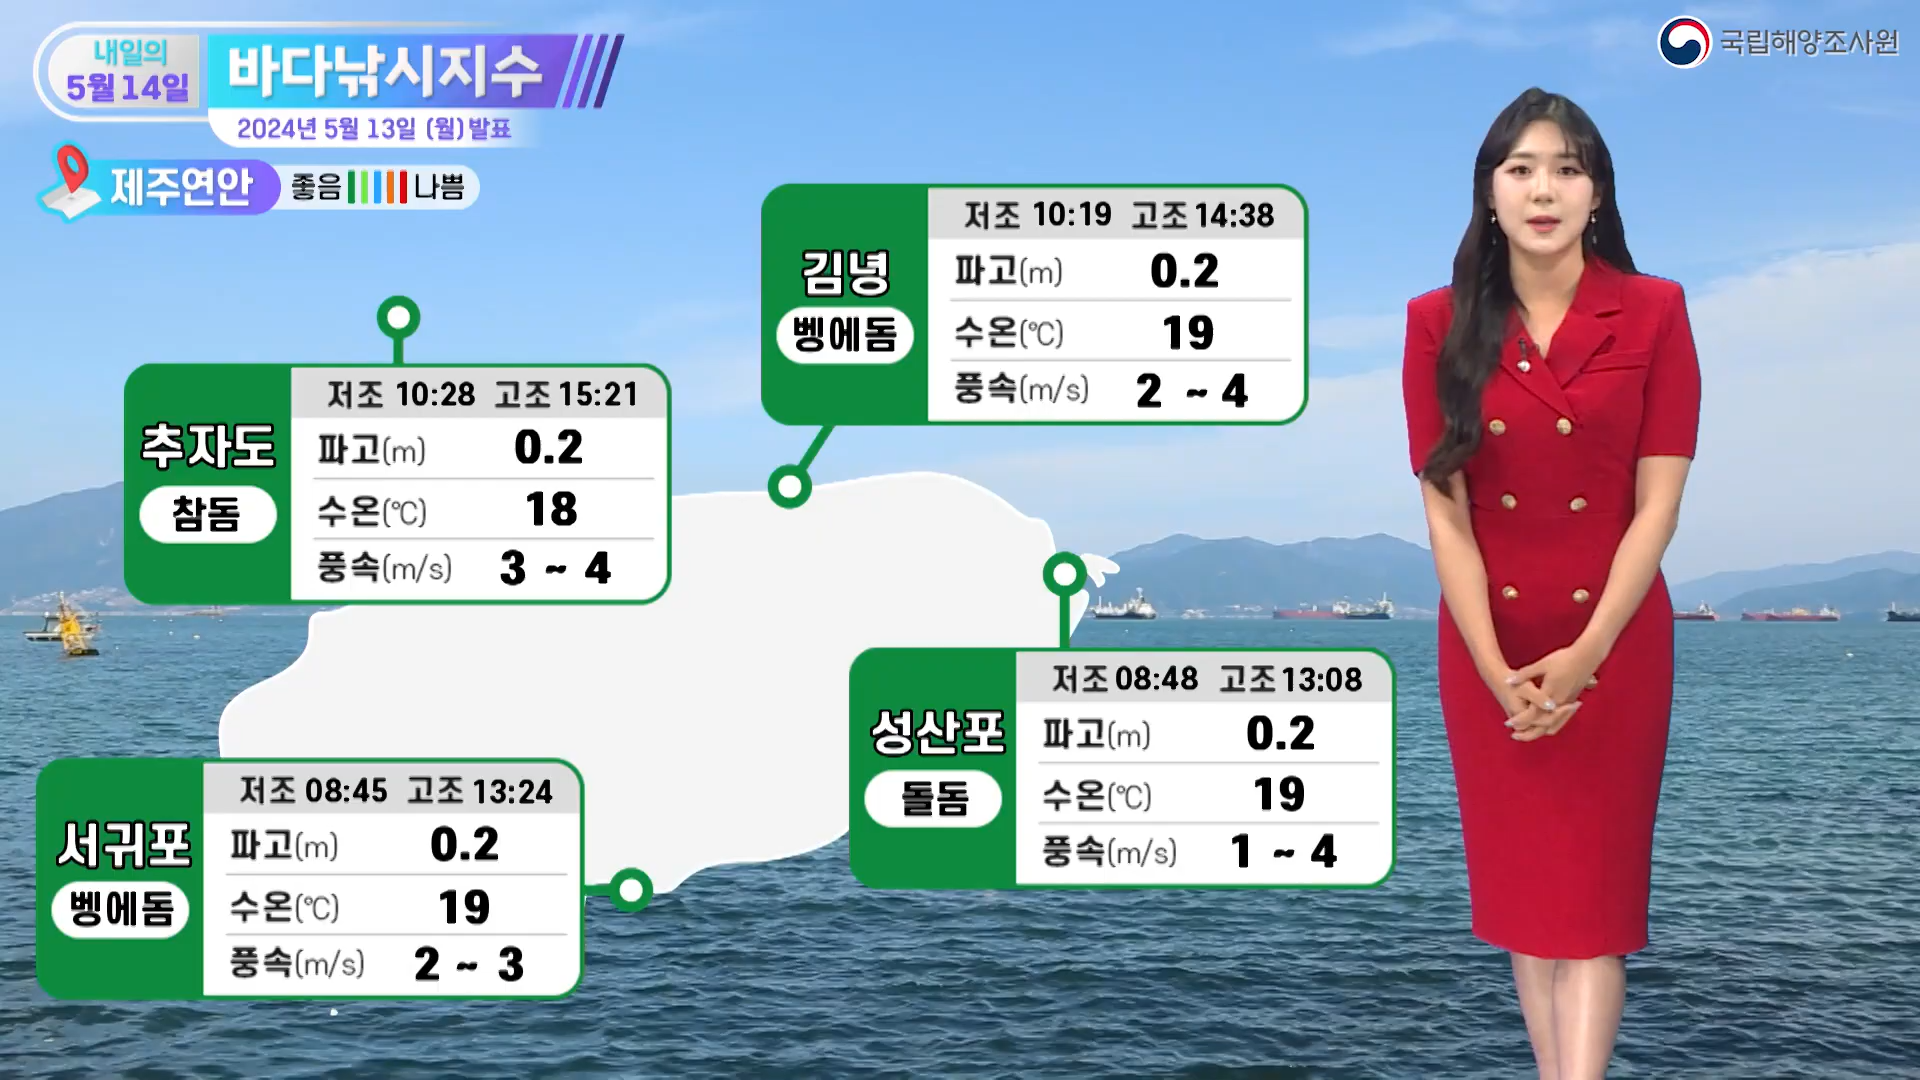 내일의
5월 14일
바다낚시지수
2024년 5월 13일 (월) 발표
국립해양조사원
제주연안
좋음 나쁨
김녕
벵에돔
저조 10:19 고조 14:38
파고(m) 0.2
수온(℃) 19
풍속(m/s) 2 ~ 4
추자도
참돔
저조 10:28 고조 15:21
파고(m) 0.2
수온(℃) 18
풍속(m/s) 3 ~ 4
성산포
돌돔
저조 08:48 고조 13:08
파고(m) 0.2
수온(℃) 19
풍속(m/s) 1 ~ 4
서귀포
벵에돔
저조 08:45 고조 13:24
파고(m) 0.2
수온(℃) 19
풍속(m/s) 2 ~ 3